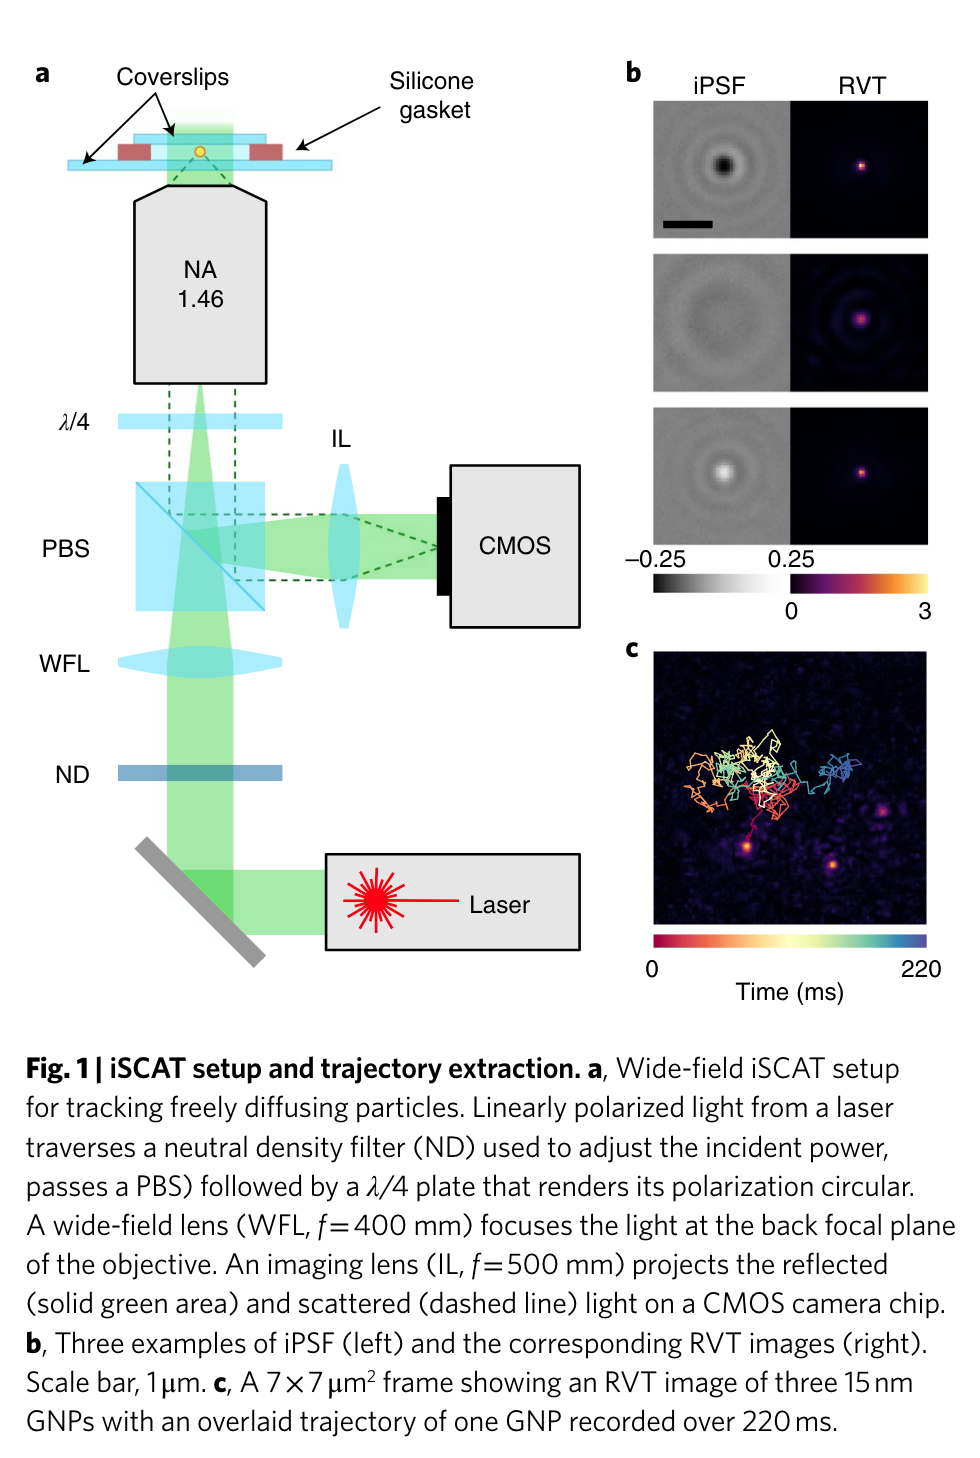 a
Coverslips
Silicone
gasket
NA
1.46
λ/4
IL
PBS
CMOS
WFL
ND
Laser
b
iPSF
RVT
−0.25
0.25
0
3
c
0
220
Time (ms)
Fig. 1 | iSCAT setup and trajectory extraction. a, Wide-field iSCAT setup
for tracking freely diffusing particles. Linearly polarized light from a laser
traverses a neutral density filter (ND) used to adjust the incident power,
passes a PBS) followed by a λ/4 plate that renders its polarization circular.
A wide-field lens (WFL, f = 400 mm) focuses the light at the back focal plane
of the objective. An imaging lens (IL, f = 500 mm) projects the reflected
(solid green area) and scattered (dashed line) light on a CMOS camera chip.
b, Three examples of iPSF (left) and the corresponding RVT images (right).
Scale bar, 1 μm. c, A 7 × 7 μm² frame showing an RVT image of three 15 nm
GNPs with an overlaid trajectory of one GNP recorded over 220 ms.